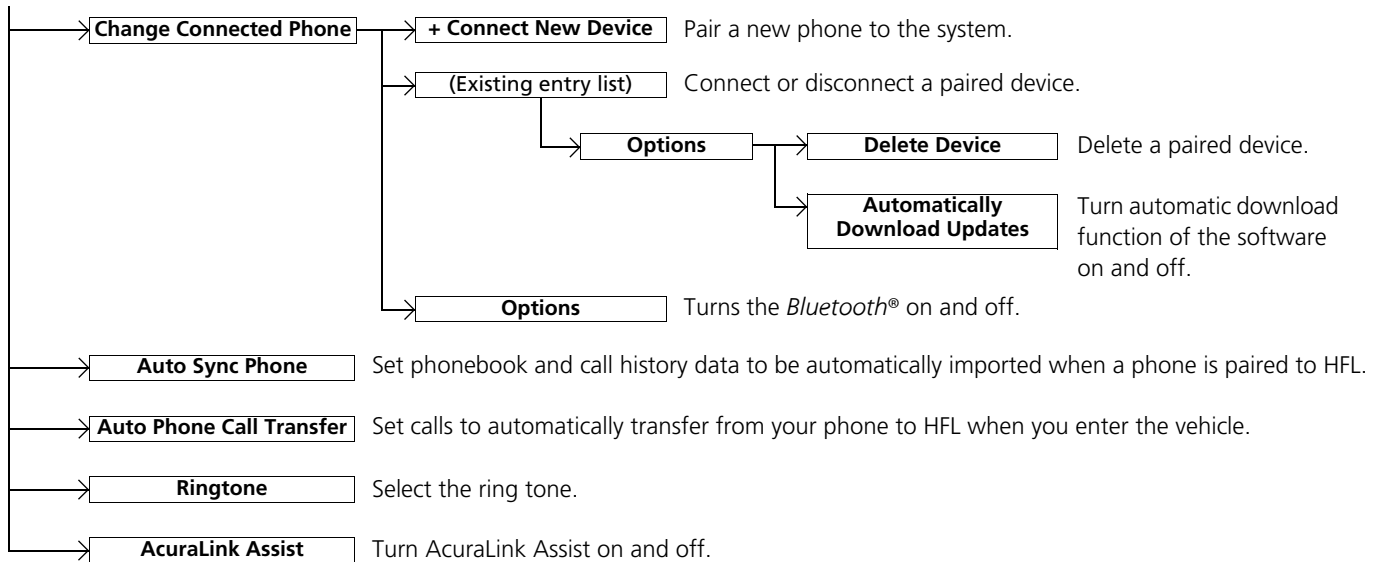 Change Connected Phone
+ Connect New Device
Pair a new phone to the system.
(Existing entry list)
Connect or disconnect a paired device.
Options
Delete Device
Delete a paired device.
Automatically
Download Updates
Turn automatic download
function of the software
on and off.
Options
Turns the Bluetooth® on and off.
Auto Sync Phone
Set phonebook and call history data to be automatically imported when a phone is paired to HFL.
Auto Phone Call Transfer
Set calls to automatically transfer from your phone to HFL when you enter the vehicle.
Ringtone
Select the ring tone.
AcuraLink Assist
Turn AcuraLink Assist on and off.